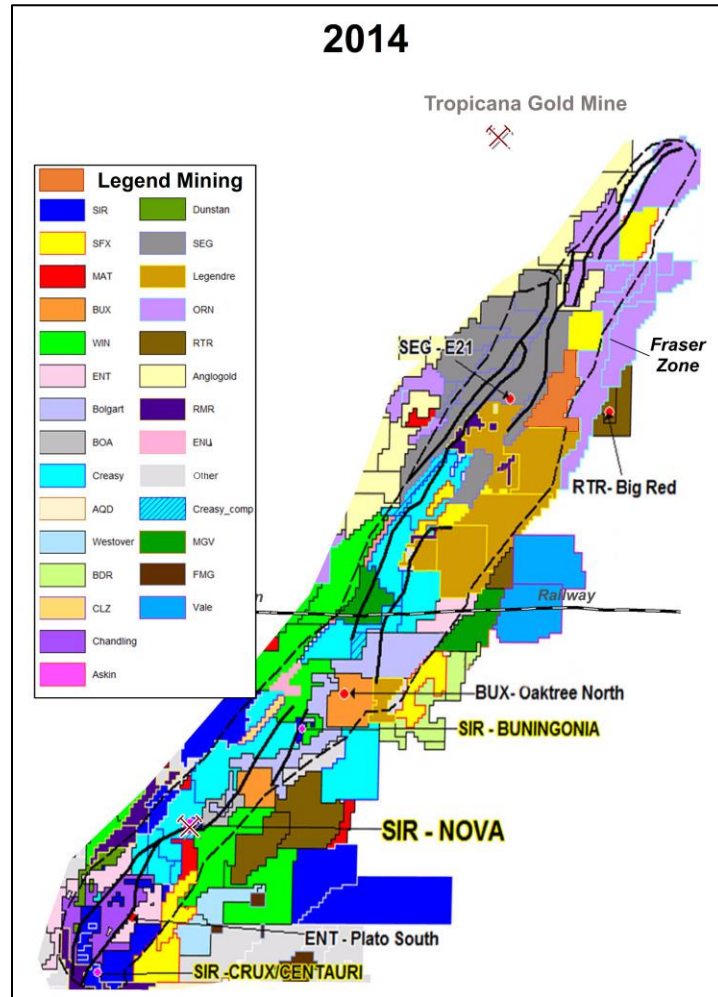 2014
Tropicana Gold Mine
Legend Mining
SIR
Dunstan
SFX
SEG
MAT
Legendre
BUX
ORN
WIN
RTR
ENT
Anglogold
Bolgart
RMR
BOA
ENU
Creasy
Other
AQD
Creasy_comp
Westover
MGV
BDR
FMG
CLZ
Vale
Chandling
Askin
SEG - E21
Fraser
Zone
RTR- Big Red
Railway
BUX- Oaktree North
SIR - BUNINGONIA
SIR - NOVA
ENT - Plato South
SIR -CRUX/CENTAURI